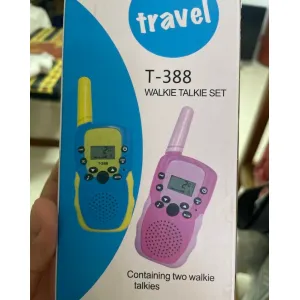 travel
T-388
WALKIE TALKIE SET
Containing two walkie
talkies